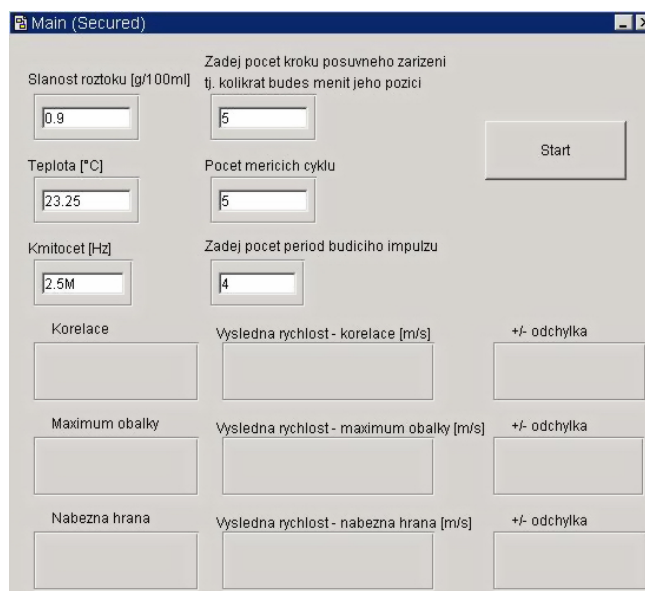 Main (Secured)
Slanost roztoku [g/100ml]
0.9
Zadej pocet kroku posuvneho zarizeni
tj. kolikrat budes menit jeho pozici
5
Start
Teplota [°C]
23.25
Pocet mericich cyklu
5
Kmitocet [Hz]
2.5M
Zadej pocet period budiciho impulzu
4
Korelace
Vysledna rychlost - korelace [m/s]
+/- odchylka
Maximum obalky
Vysledna rychlost - maximum obalky [m/s]
+/- odchylka
Nabezna hrana
Vysledna rychlost - nabezna hrana [m/s]
+/- odchylka